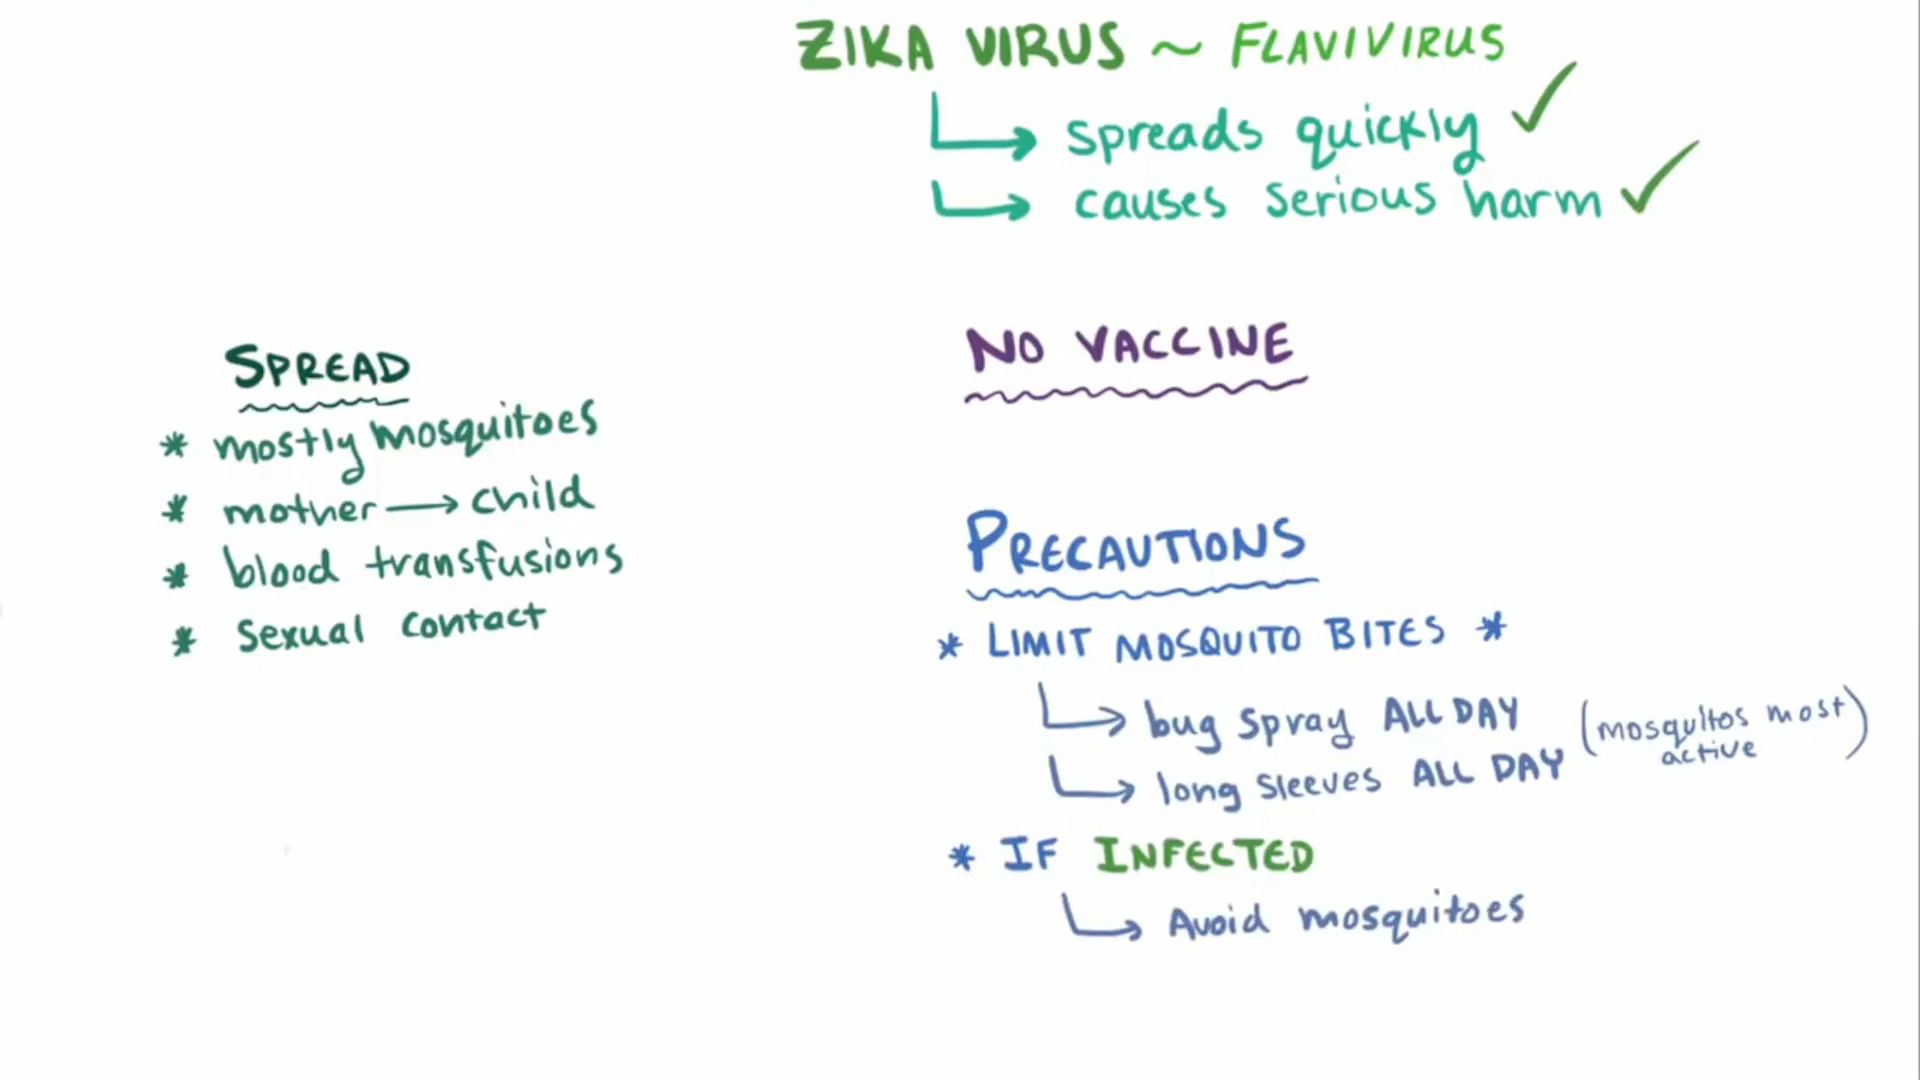 ZIKA VIRUS ~ FLAVIVIRUS
spreads quickly ✓
causes serious harm ✓
SPREAD
* mostly mosquitoes
* mother → child
* blood transfusions
* sexual contact
NO VACCINE
PRECAUTIONS
* LIMIT MOSQUITO BITES *
bug spray ALL DAY
long sleeves ALL DAY
(mosquitos most
active)
* IF INFECTED
Avoid mosquitoes